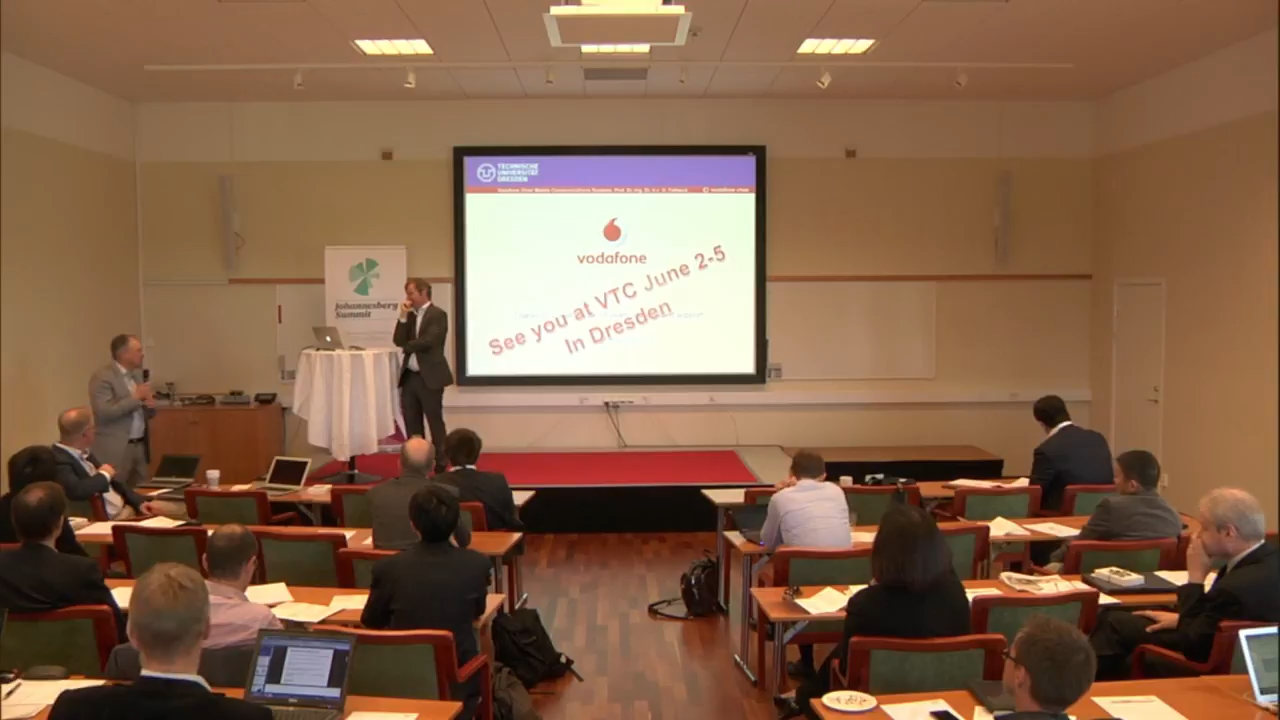 TECHNISCHE
UNIVERSITÄT
DRESDEN
vodafone
See you at VTC June 2-5
In Dresden
Johannesberg
Summit